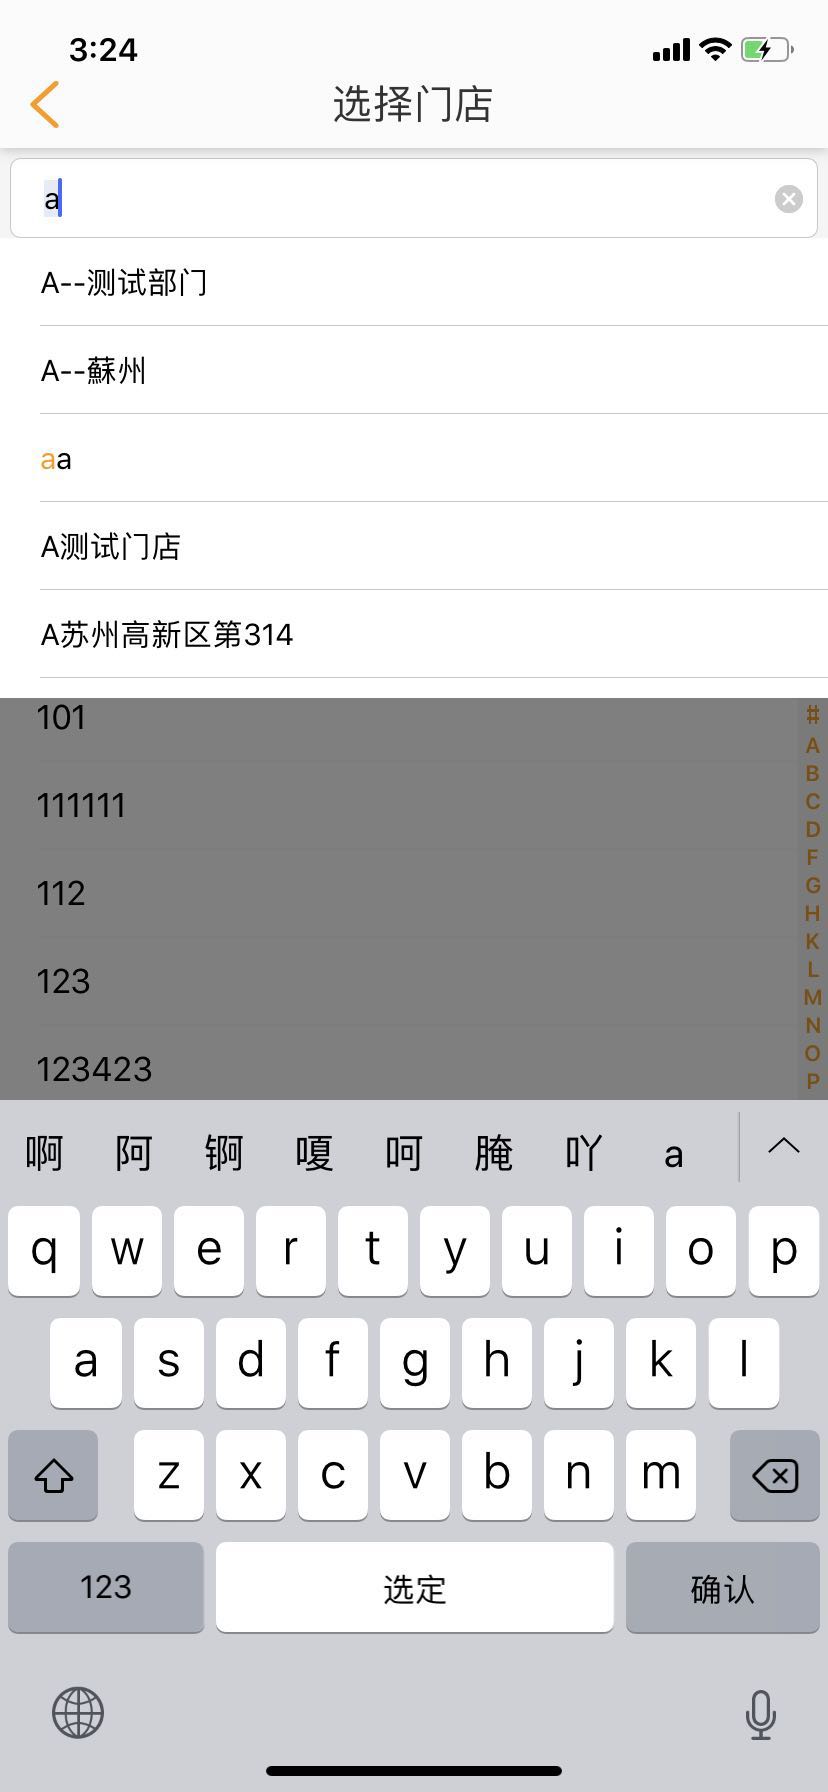 3:24
选择门店
a
A--测试部门
A--蘇州
aa
A测试门店
A苏州高新区第314
101
111111
112
123
123423
#
A
B
C
D
F
G
H
K
L
M
N
O
P
啊 阿 锕 嗄 呵 腌 吖 a
q w e r t y u i o p
a s d f g h j k l
z x c v b n m
123 选定 确认